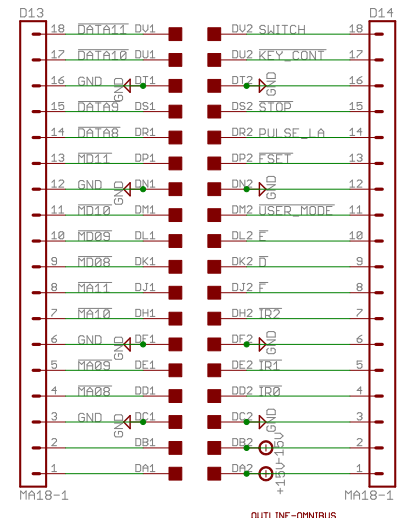 D13 D14
18 DATA11 DV1 DV2 SWITCH 18
17 DATA10 DU1 DU2 KEY_CONT 17
16 GND GND DT1 DT2 GND 16
15 DATA9 DS1 DS2 STOP 15
14 DATA8 DR1 DR2 PULSE_LA 14
13 MD11 DP1 DP2 FSET 13
12 GND GND DN1 DN2 GND 12
11 MD10 DM1 DM2 USER_MODE 11
10 MD09 DL1 DL2 E 10
9 MD08 DK1 DK2 D 9
8 MA11 DJ1 DJ2 F 8
7 MA10 DH1 DH2 IR2 7
6 GND DF1 DF2 GND 6
5 MA09 DE1 DE2 IR1 5
4 MA08 DD1 DD2 IR0 4
3 GND GND DC1 DC2 GND 3
2 DB1 DB2 -15V 2
1 DA1 DA2 +15V 1
MA18-1 MA18-1
OUTLINE-OMNIBUS